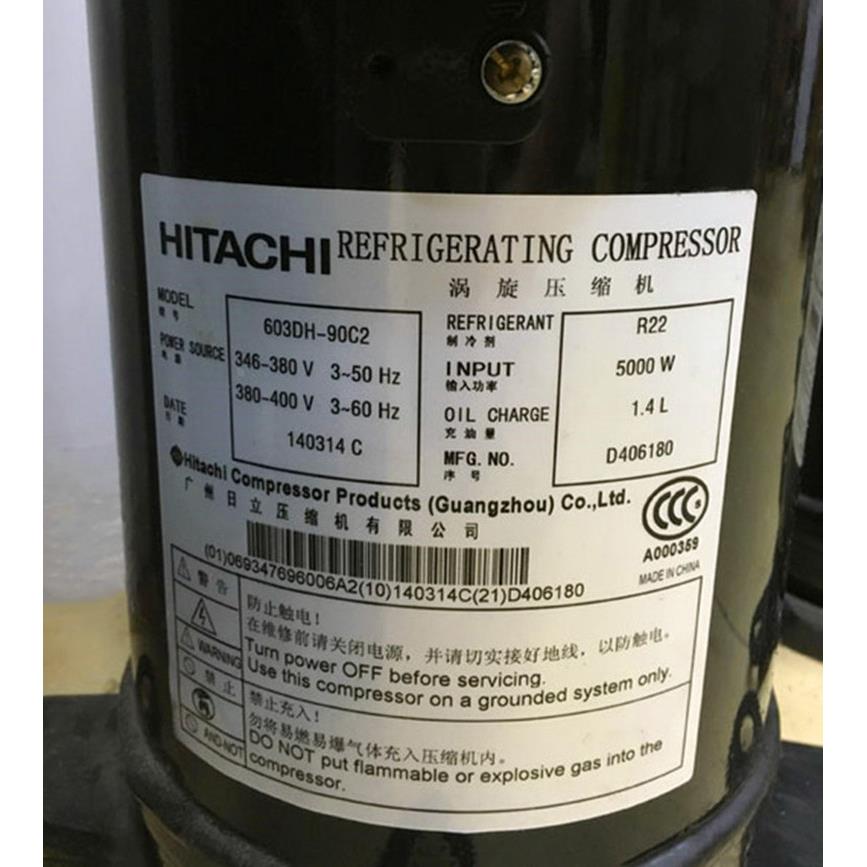 HITACHI REFRIGERATING COMPRESSOR
涡旋压缩机
MODEL 603DH-90C2
型号
POWER SOURCE 346-380 V 3~50 Hz
电源 380-400 V 3~60 Hz
DATE 140314 C
日期
REFRIGERANT R22
制冷剂
INPUT 5000 W
输入功率
OIL CHARGE 1.4 L
充油量
MFG. NO. D406180
序号
Hitachi Compressor Products (Guangzhou) Co.,Ltd.
广州日立压缩机有限公司
CCC
A000359
MADE IN CHINA
(01)069347696006A2(10)140314C(21)D406180
警告
WARNING
防止触电!
在维修前请关闭电源，并请切实接好地线，以防触电。
Turn power OFF before servicing.
Use this compressor on a grounded system only.
禁止
AND-NOT
禁止充入!
勿将易燃易爆气体充入压缩机内。
DO NOT put flammable or explosive gas into the
compressor.